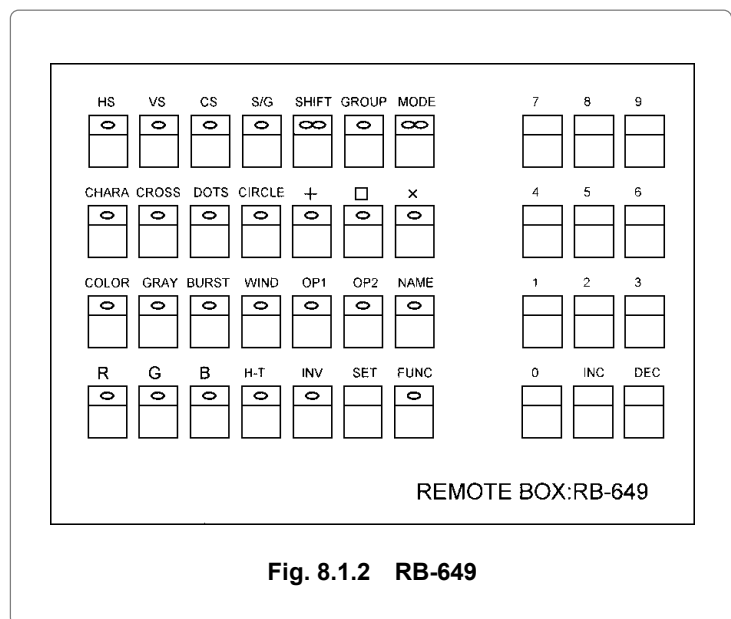 HS VS CS S/G SHIFT GROUP MODE 7 8 9
CHARA CROSS DOTS CIRCLE + □ × 4 5 6
COLOR GRAY BURST WIND OP1 OP2 NAME 1 2 3
R G B H-T INV SET FUNC 0 INC DEC
REMOTE BOX:RB-649
Fig. 8.1.2 RB-649